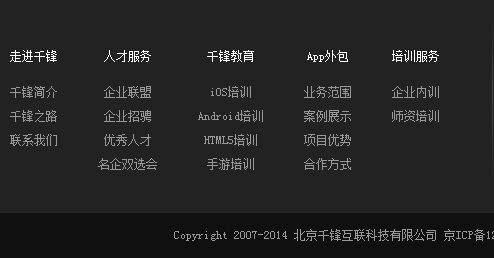 走进千锋 人才服务 千锋教育 App外包 培训服务
千锋简介 企业联盟 iOS培训 业务范围 企业内训
千锋之路 企业招骋 Android培训 案例展示 师资培训
联系我们 优秀人才 HTML5培训 项目优势
名企双选会 手游培训 合作方式
Copyright 2007-2014 北京千锋互联科技有限公司 京ICP备12